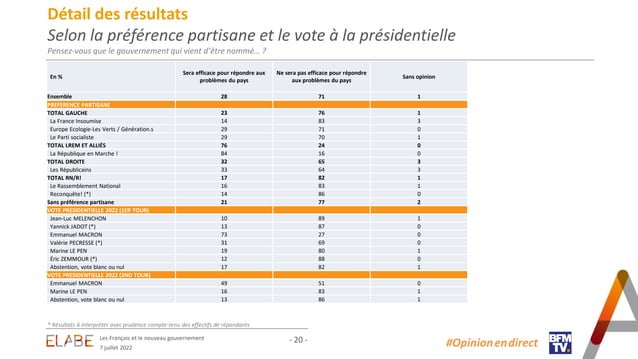 Détail des résultats
Selon la préférence partisane et le vote à la présidentielle
Pensez-vous que le gouvernement qui vient d'être nommé… ?
En % Sera efficace pour répondre aux problèmes du pays Ne sera pas efficace pour répondre aux problèmes du pays Sans opinion
Ensemble 28 71 1
PREFERENCE PARTISANE
TOTAL GAUCHE 23 76 1
La France Insoumise 14 83 3
Europe Ecologie-Les Verts / Génération.s 29 71 0
Le Parti socialiste 29 70 1
TOTAL LREM ET ALLIÉS 76 24 0
La République en Marche ! 84 16 0
TOTAL DROITE 32 65 3
Les Républicains 33 64 3
TOTAL RN/R! 17 82 1
Le Rassemblement National 16 83 1
Reconquête! (*) 14 86 0
Sans préférence partisane 21 77 2
VOTE PRESIDENTIELLE 2022 (1ER TOUR)
Jean-Luc MELENCHON 10 89 1
Yannick JADOT (*) 13 87 0
Emmanuel MACRON 73 27 0
Valérie PECRESSE (*) 31 69 0
Marine LE PEN 19 80 1
Éric ZEMMOUR (*) 12 88 0
Abstention, vote blanc ou nul 17 82 1
VOTE PRESIDENTIELLE 2022 (2ND TOUR)
Emmanuel MACRON 49 51 0
Marine LE PEN 16 83 1
Abstention, vote blanc ou nul 13 86 1
* Résultats à interpréter avec prudence compte-tenu des effectifs de répondants
ELABE
Les Français et le nouveau gouvernement
7 juillet 2022
- 20 -
#Opinionendirect
BFM
TV.